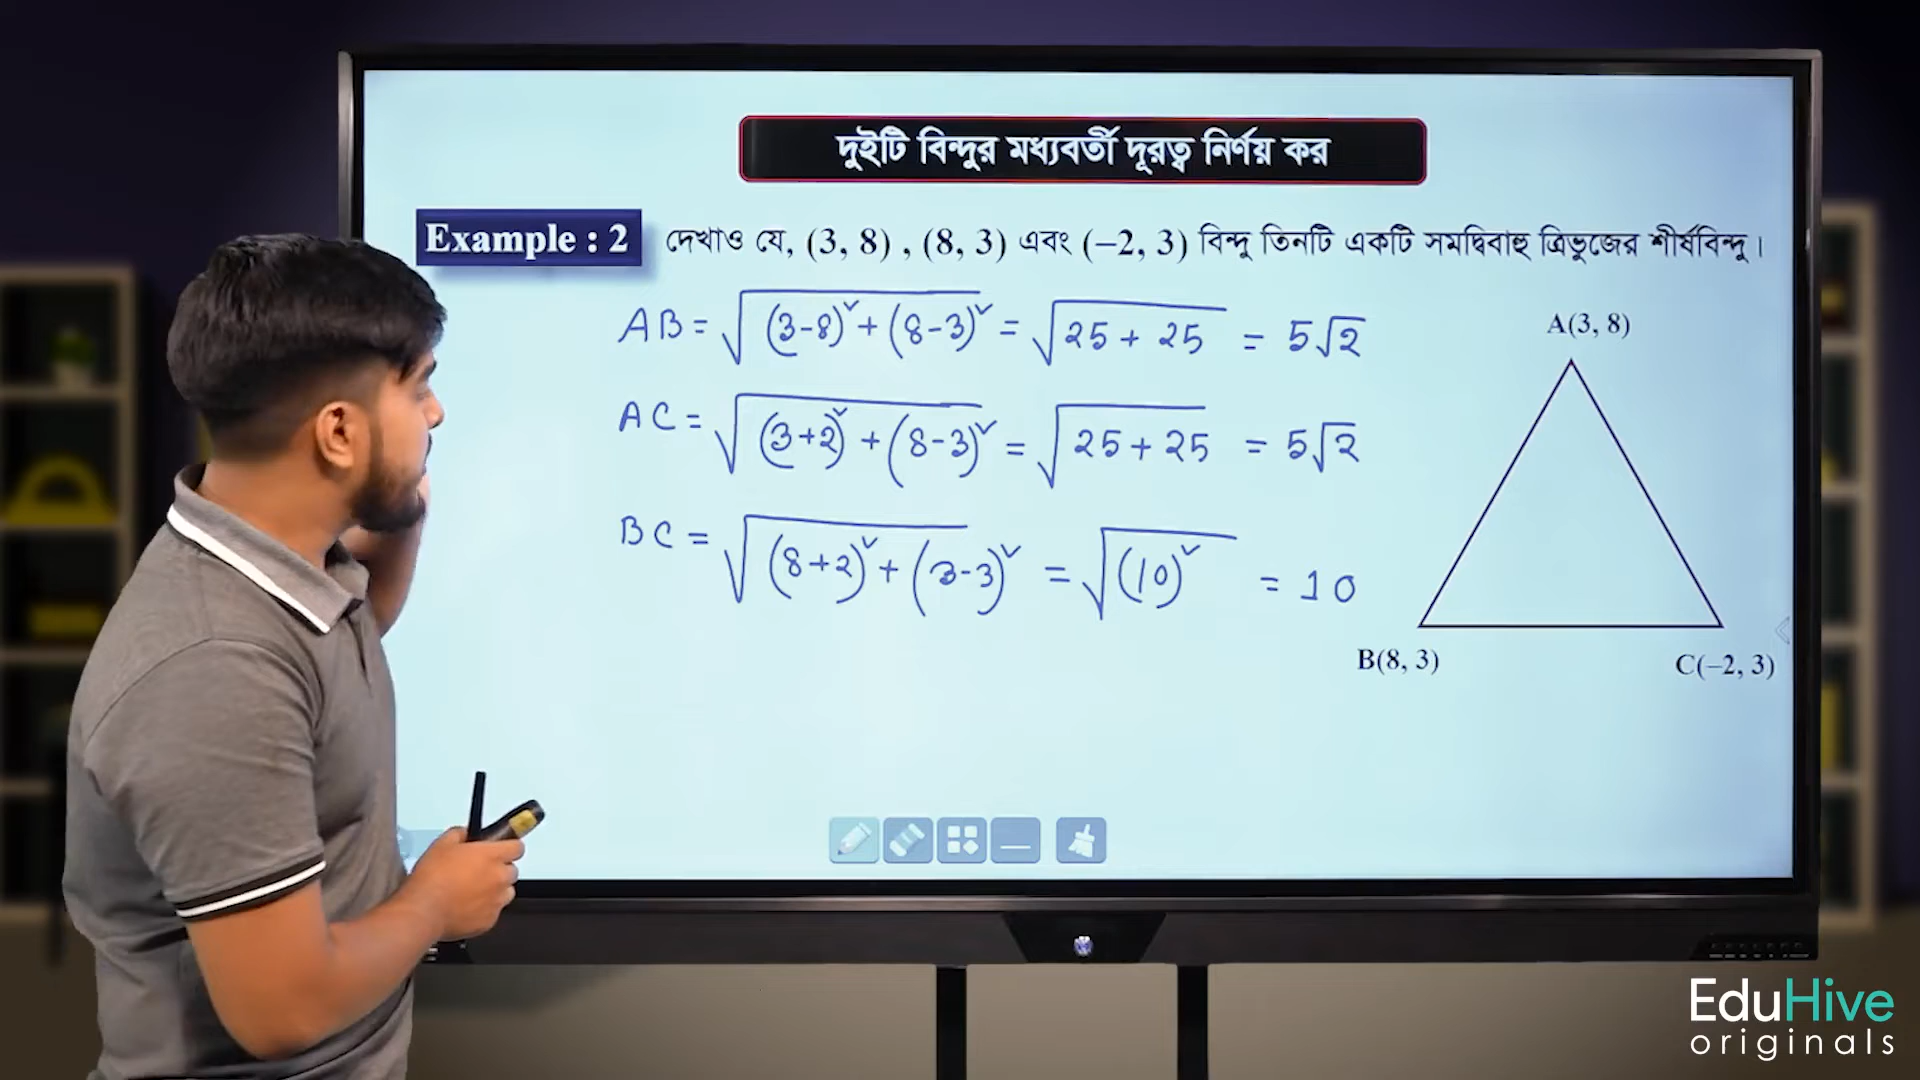 দুইটি বিন্দুর মধ্যবর্তী দূরত্ব নির্ণয় কর
Example : 2 দেখাও যে, (3, 8) , (8, 3) এবং (–2, 3) বিন্দু তিনটি একটি সমদ্বিবাহু ত্রিভুজের শীর্ষবিন্দু।
AB = √(3-8)² + (8-3)² = √25 + 25 = 5√2
AC = √(3+2)² + (8-3)² = √25 + 25 = 5√2
BC = √(8+2)² + (3-3)² = √(10)² = 10
A(3, 8)
B(8, 3)
C(–2, 3)
EduHive
originals